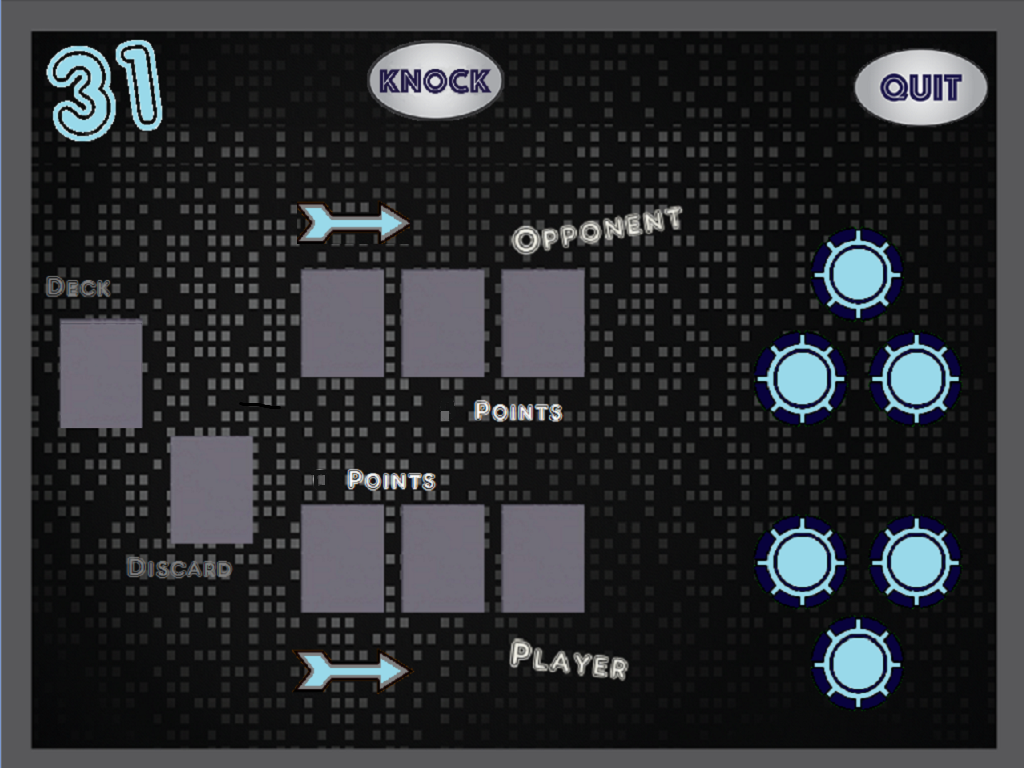 31
KNOCK
QUIT
OPPONENT
DECK
POINTS
POINTS
DISCARD
PLAYER